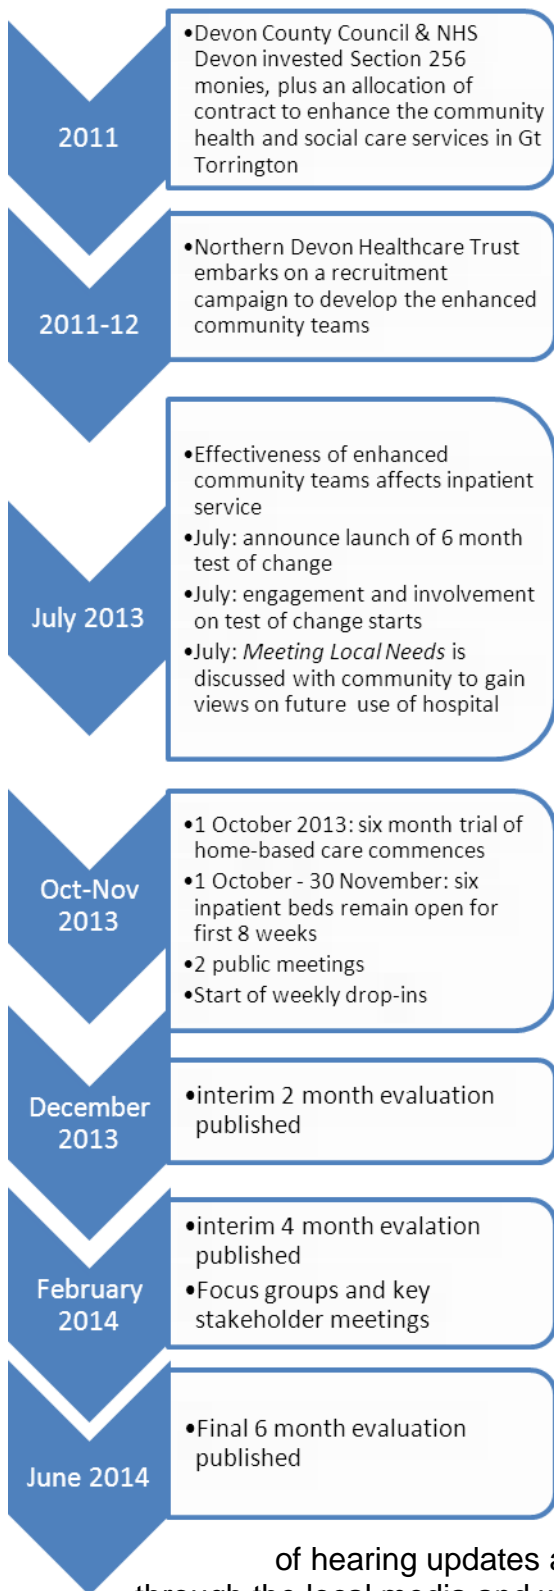 2011
•Devon County Council & NHS
Devon invested Section 256
monies, plus an allocation of
contract to enhance the community
health and social care services in Gt
Torrington
2011-12
•Northern Devon Healthcare Trust
embarks on a recruitment
campaign to develop the enhanced
community teams
July 2013
•Effectiveness of enhanced
community teams affects inpatient
service
•July: announce launch of 6 month
test of change
•July: engagement and involvement
on test of change starts
•July: Meeting Local Needs is
discussed with community to gain
views on future use of hospital
Oct-Nov
2013
•1 October 2013: six month trial of
home-based care commences
•1 October - 30 November: six
inpatient beds remain open for
first 8 weeks
•2 public meetings
•Start of weekly drop-ins
December
2013
•interim 2 month evaluation
published
February
2014
•interim 4 month evalation
published
•Focus groups and key
stakeholder meetings
June 2014
•Final 6 month evaluation
published
of hearing updates
through the local media and